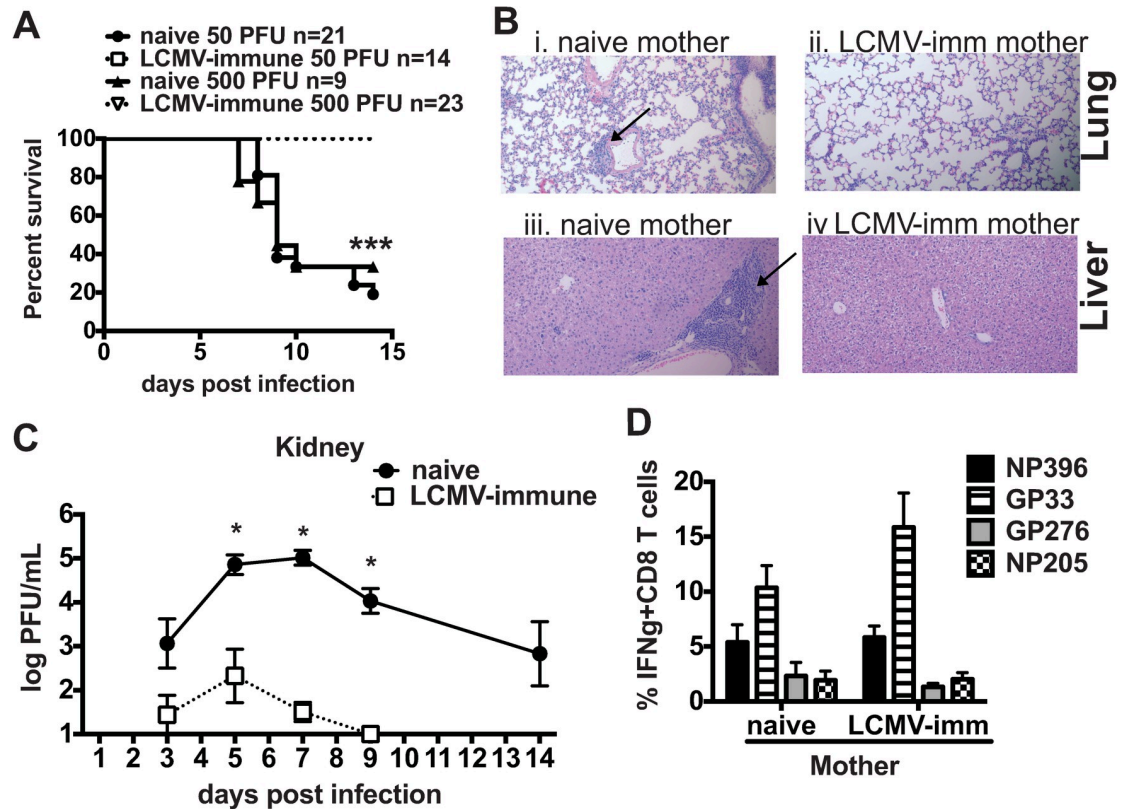 A
naive 50 PFU n=21
LCMV-immune 50 PFU n=14
naive 500 PFU n=9
LCMV-immune 500 PFU n=23
Percent survival
100
80
60
40
20
0
***
0 5 10 15
days post infection
B
i. naive mother
ii. LCMV-imm mother
Lung
iii. naive mother
iv LCMV-imm mother
Liver
C
Kidney
naive
LCMV-immune
log PFU/mL
6
5
4
3
2
1
* * *
1 2 3 4 5 6 7 8 9 10 11 12 13 14
days post infection
D
NP396
GP33
GP276
NP205
% IFNg+CD8 T cells
20
15
10
5
0
naive LCMV-imm
Mother